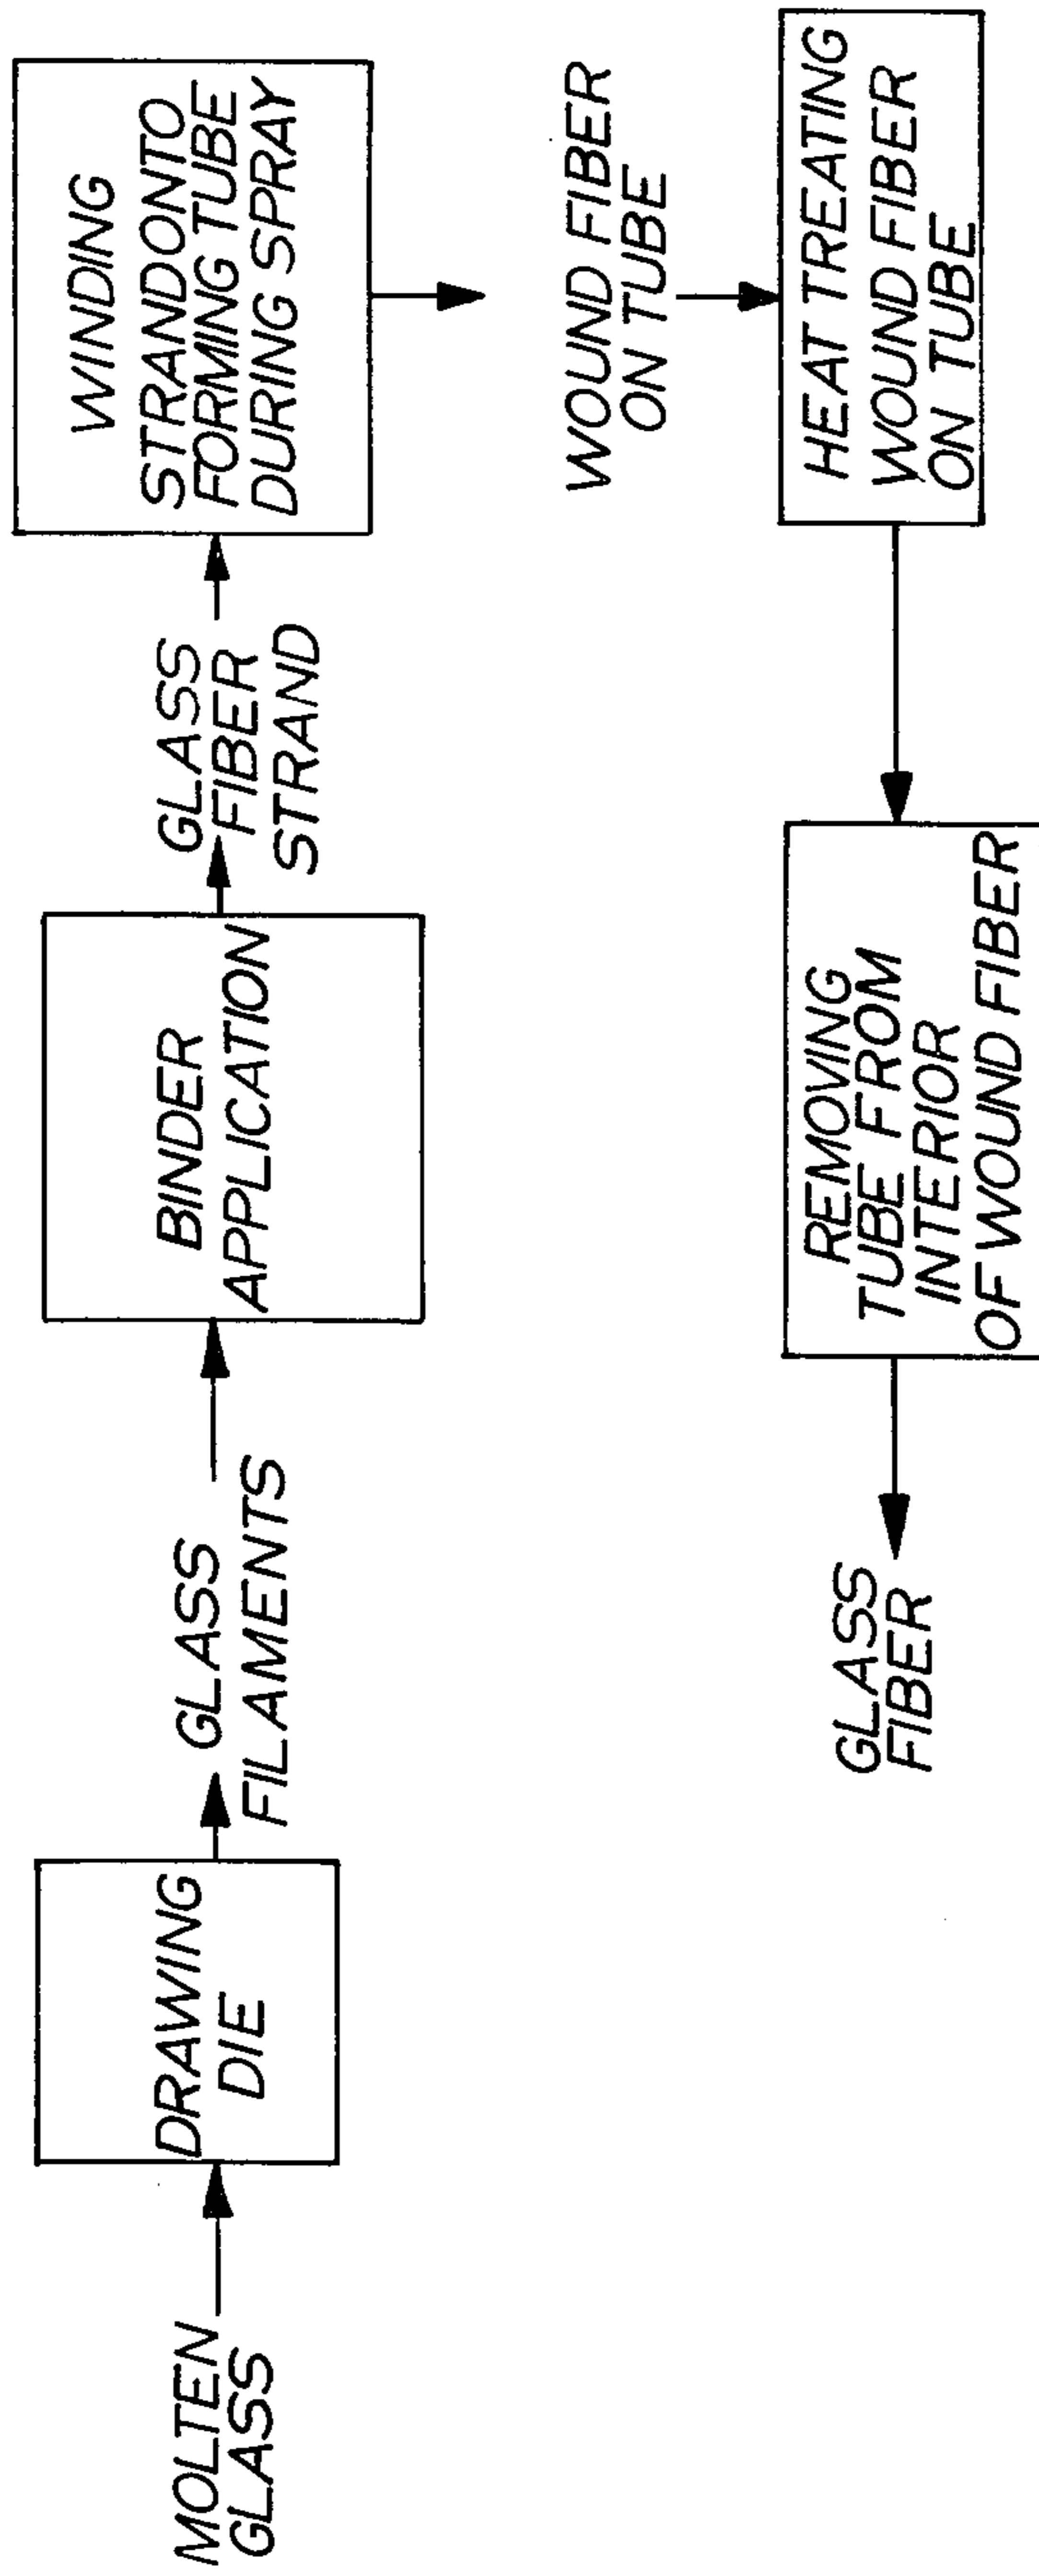 MOLTEN
GLASS
DRAWING
DIE
GLASS
FILAMENTS
BINDER
APPLICATION
GLASS
FIBER
STRAND
WINDING
STRANDONTO
FORMING TUBE
DURING SPRAY
WOUND FIBER
ON TUBE
HEAT TREATING
WOUND FIBER
ON TUBE
REMOVING
TUBE FROM
INTERIOR
OF WOUND FIBER
GLASS
FIBER